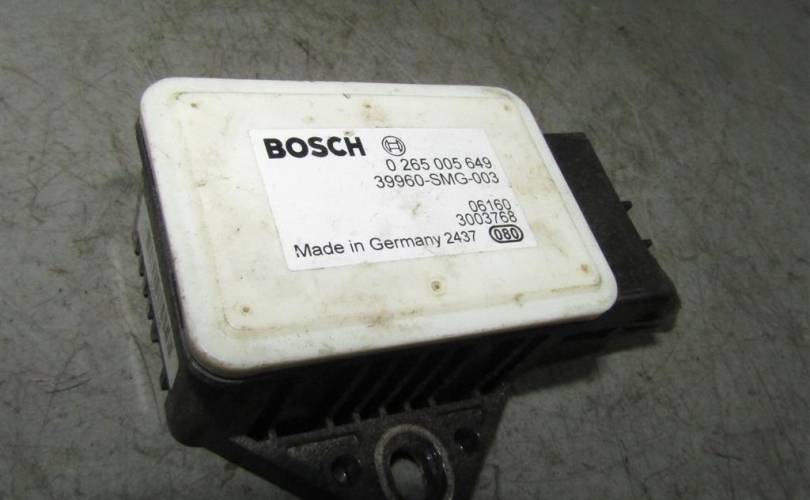 BOSCH
0 265 005 649
39960-SMG-003
06160
3003768
Made in Germany 2437 080